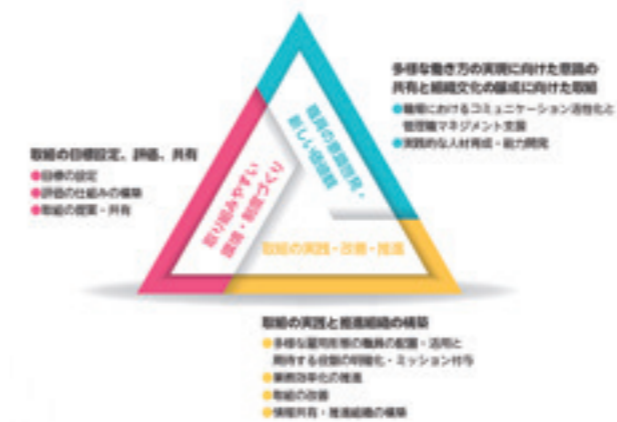 多様な働き方の実現に向けた意識の
共有と組織文化の醸成に向けた取組
●職場におけるコミュニケーション活性化と
管理職マネジメント支援
●実践的な人材育成・能力開発
職員の意識啓発・
新しい価値観
取組の目標設定、評価、共有
●目標の設定
●評価の仕組みの構築
●取組の提案・共有
取り組みやすい
環境・制度づくり
取組の実践・改善・推進
取組の実践と推進組織の構築
●多様な雇用形態の職員の配置・活用と
期待する役割の明確化・ミッション付与
●業務効率化の推進
●取組の改善
●情報共有・推進組織の構築